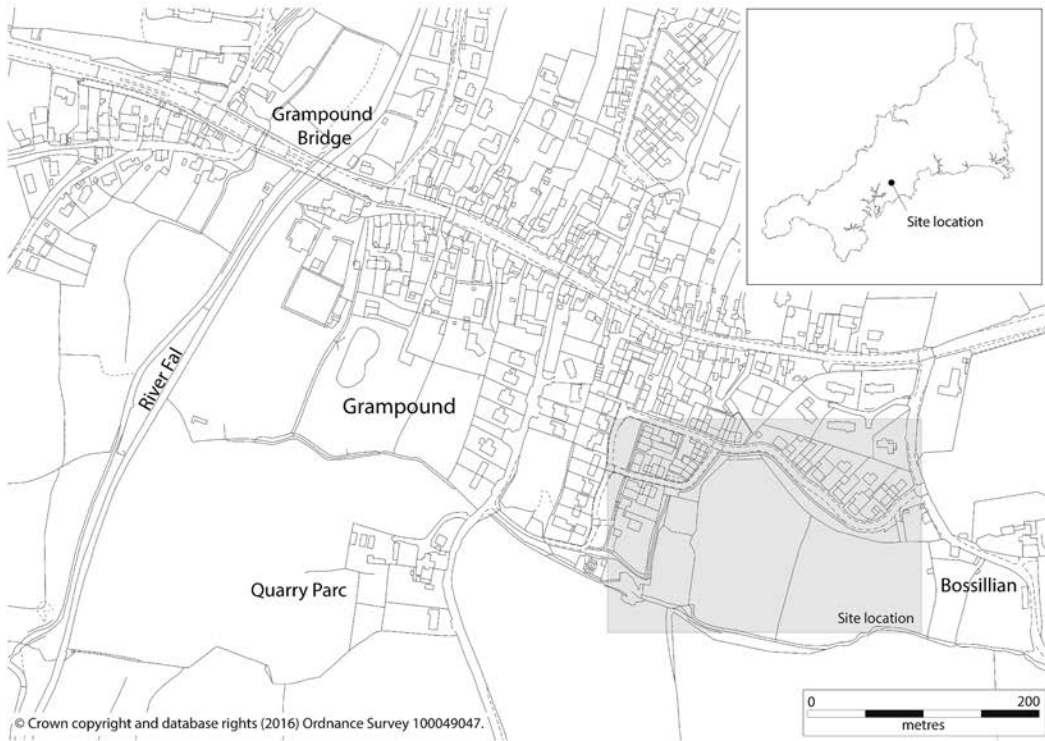 Grampound
Bridge
Site location
River Fal
Grampound
Quarry Parc
Bossillian
Site location
0 200
metres
© Crown copyright and database rights (2016) Ordnance Survey 100049047.